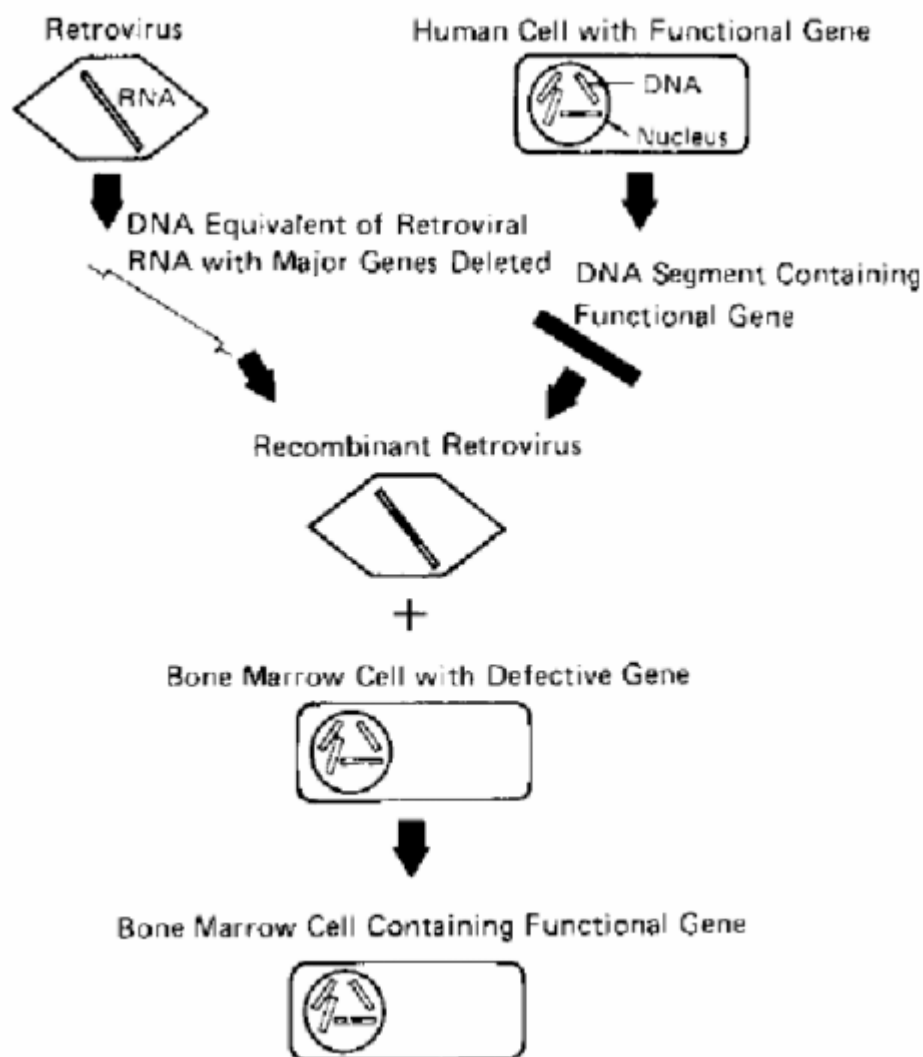 Retrovirus
Human Cell with Functional Gene
RNA
DNA
Nucleus
DNA Equivalent of Retroviral
RNA with Major Genes Deleted
DNA Segment Containing
Functional Gene
Recombinant Retrovirus
+
Bone Marrow Cell with Defective Gene
Bone Marrow Cell Containing Functional Gene